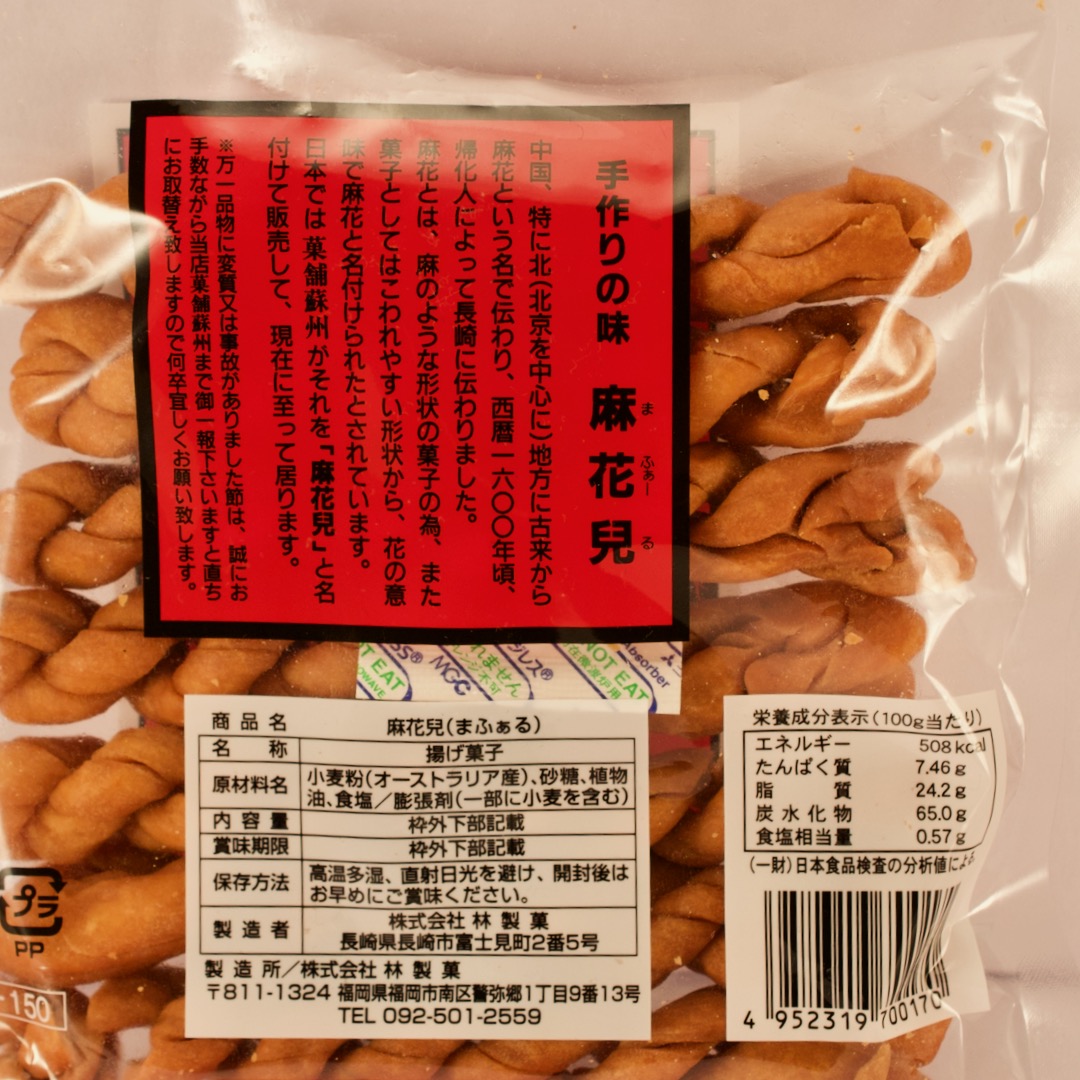 手作りの味 麻花兒
まふぁーる
中国、特に北(北京を中心に)地方に古来から
麻花という名で伝わり、西暦一六〇〇年頃、
帰化人によって長崎に伝わりました。
麻花とは、麻のような形状の菓子の為、また
菓子としてはこわれやすい形状から、花の意
味で麻花と名付けられたとされています。
日本では菓舗蘇州がそれを「麻花兒」と名
付けて販売して、現在に至って居ります。
※万一品物に変質又は事故がありました節は、誠にお
手数ながら当店菓舗蘇州まで御一報下さいますと直ち
にお取替え致しますので何卒宜しくお願い致します。
OT EAT
MGC
れません
レンジ不可
ジレス®
NOT EAT
Absorber
商品名 麻花兒(まふぁる)
名称 揚げ菓子
原材料名 小麦粉(オーストラリア産)、砂糖、植物
油、食塩/膨張剤(一部に小麦を含む)
内容量 枠外下部記載
賞味期限 枠外下部記載
保存方法 高温多湿、直射日光を避け、開封後は
お早めにご賞味ください。
製造者 株式会社 林製菓
長崎県長崎市富士見町2番5号
製造所/株式会社 林製菓
〒811-1324 福岡県福岡市南区警弥郷1丁目9番13号
TEL 092-501-2559
栄養成分表示(100g当たり)
エネルギー 508kcal
たんぱく質 7.46g
脂質 24.2g
炭水化物 65.0g
食塩相当量 0.57g
(一財)日本食品検査の分析値による
4 952319 700170
プラ
PP
-150